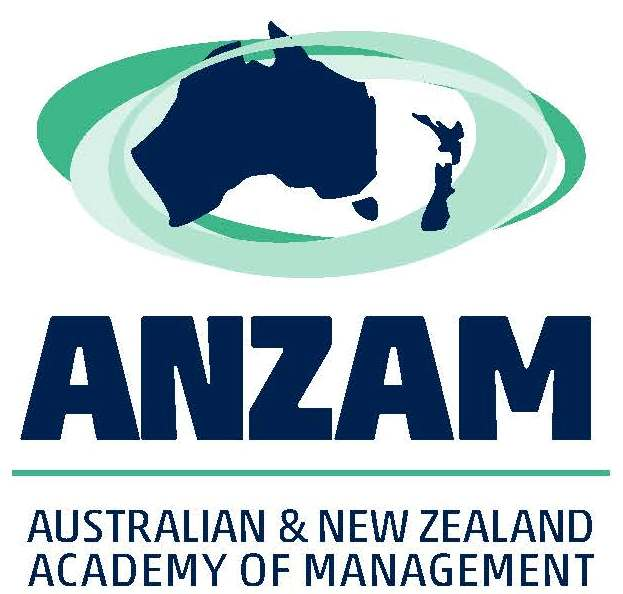 ANZAM
AUSTRALIAN & NEW ZEALAND
ACADEMY OF MANAGEMENT